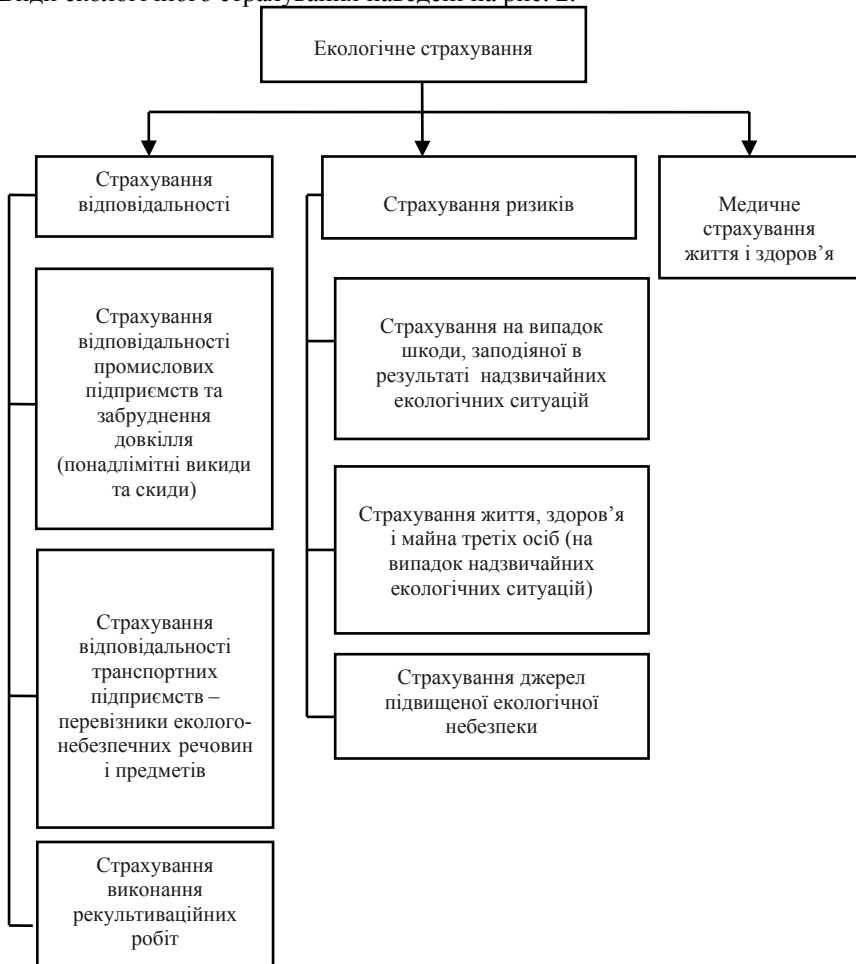 екологічного страхування наведені на рис. 2.
Екологічне страхування
Страхування
відповідальності
Страхування
відповідальності
промислових
підприємств та
забруднення
довкілля
(понадлімітні викиди
та скиди)
Страхування
відповідальності
транспортних
підприємств –
перевізники еколого-
небезпечних речовин
і предметів
Страхування
виконання
рекультиваційних
робіт
Страхування ризиків
Страхування на випадок
шкоди, заподіяної в
результаті надзвичайних
екологічних ситуацій
Страхування життя, здоров’я
і майна третіх осіб (на
випадок надзвичайних
екологічних ситуацій)
Страхування джерел
підвищеної екологічної
небезпеки
Медичне
страхування
життя і здоров’я